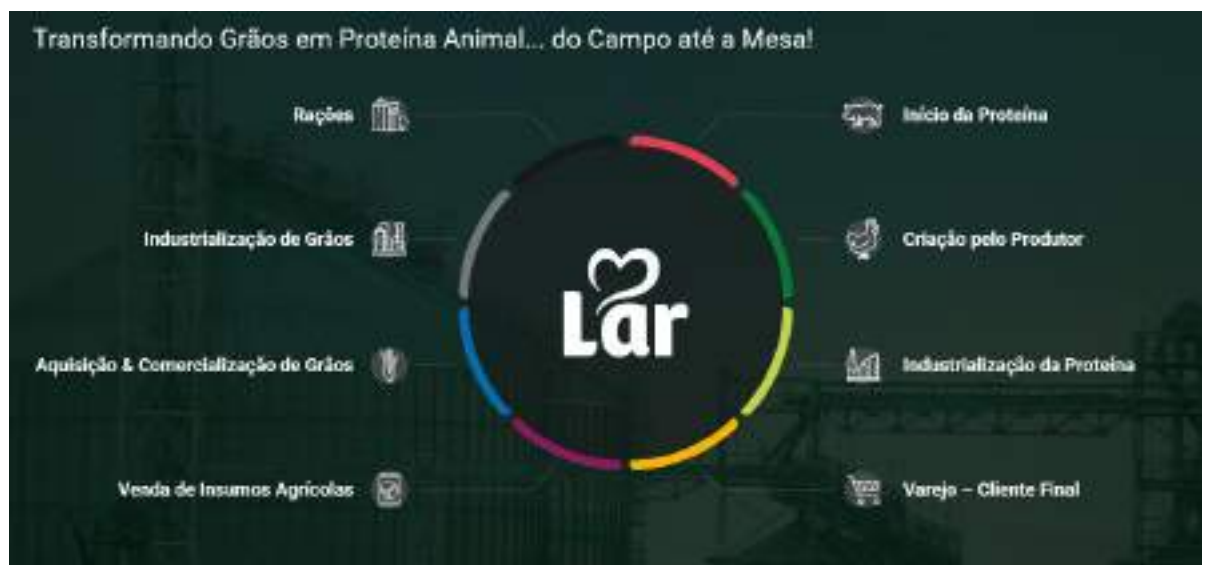 Transformando Grãos em Proteína Animal... do Campo até a Mesa!
Rações
Início da Proteína
Industrialização de Grãos
Criação pelo Produtor
Lar
Aquisição & Comercialização de Grãos
Industrialização da Proteína
Venda de Insumos Agrícolas
Varejo – Cliente Final